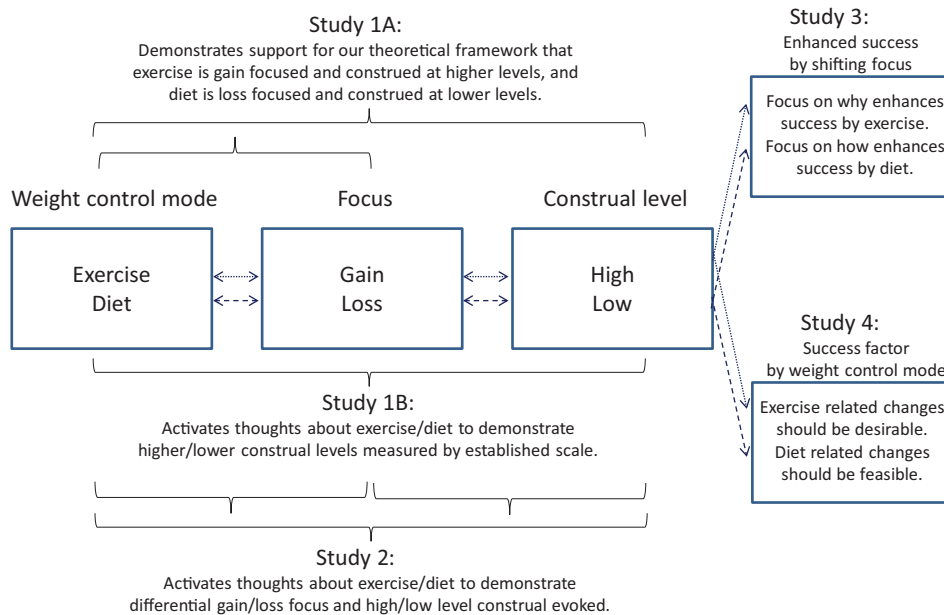 Study 1A:
Demonstrates support for our theoretical framework that
exercise is gain focused and construed at higher levels, and
diet is loss focused and construed at lower levels.
Weight control mode
Focus
Construal level
Exercise
Diet
Gain
Loss
High
Low
Study 1B:
Activates thoughts about exercise/diet to demonstrate
higher/lower construal levels measured by established scale.
Study 2:
Activates thoughts about exercise/diet to demonstrate
differential gain/loss focus and high/low level construal evoked.
Study 3:
Enhanced success
by shifting focus
Focus on why enhances
success by exercise.
Focus on how enhances
success by diet.
Study 4:
Success factor
by weight control mode
Exercise related changes
should be desirable.
Diet related changes
should be feasible.